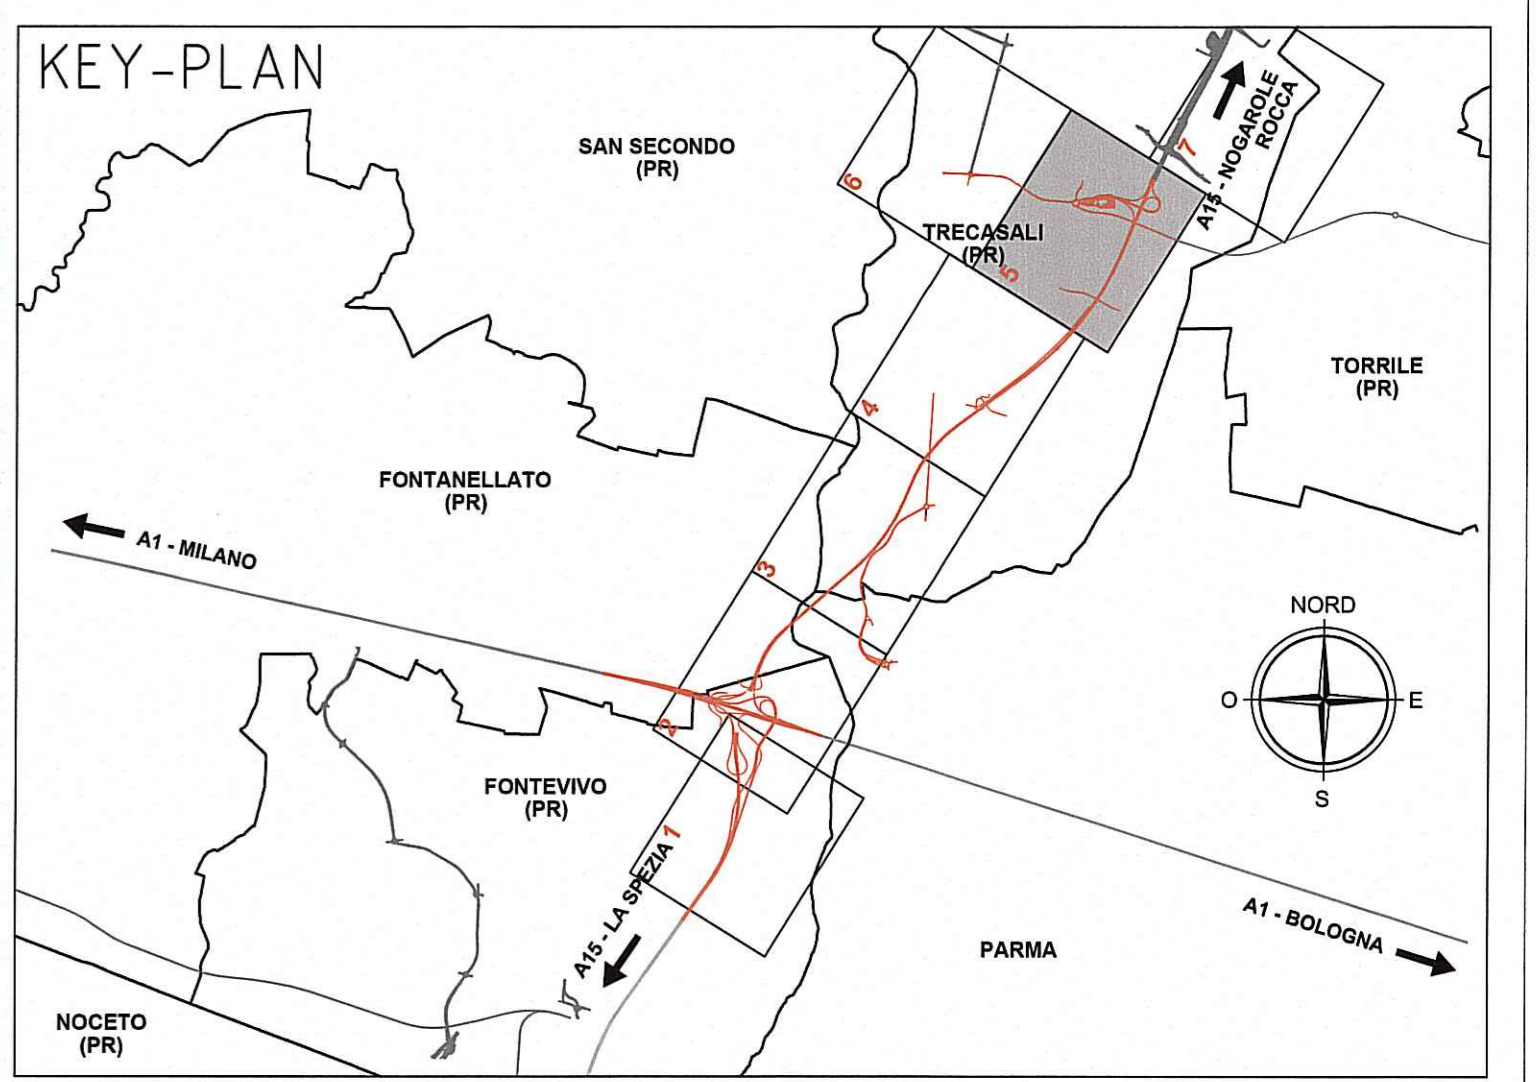 KEY-PLAN
SAN SECONDO
(PR)
A15 - NOGAROLE
ROCCA
7
6
TRECASALI
(PR)
5
TORRILE
(PR)
4
FONTANELLATO
(PR)
A1 - MILANO
3
NORD
O
E
S
2
FONTEVIVO
(PR)
1
A15 - LA SPEZIA
A1 - BOLOGNA
PARMA
NOCETO
(PR)